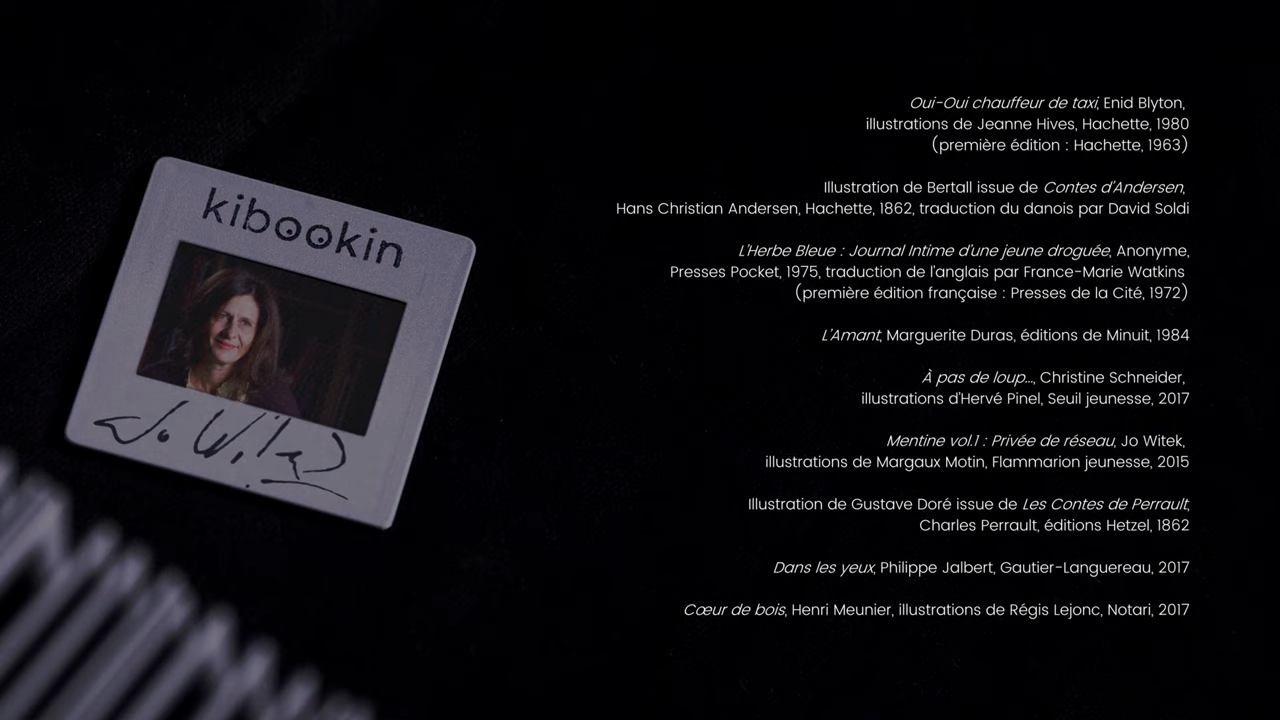 kibookin
Jo Witek
Oui-Oui chauffeur de taxi, Enid Blyton,
illustrations de Jeanne Hives, Hachette, 1980
(première édition : Hachette, 1963)
Illustration de Bertall issue de Contes d'Andersen,
Hans Christian Andersen, Hachette, 1862, traduction du danois par David Soldi
L'Herbe Bleue : Journal Intime d'une jeune droguée, Anonyme,
Presses Pocket, 1975, traduction de l'anglais par France-Marie Watkins
(première édition française : Presses de la Cité, 1972)
L'Amant, Marguerite Duras, éditions de Minuit, 1984
À pas de loup..., Christine Schneider,
illustrations d'Hervé Pinel, Seuil jeunesse, 2017
Mentine vol.1 : Privée de réseau, Jo Witek,
illustrations de Margaux Motin, Flammarion jeunesse, 2015
Illustration de Gustave Doré issue de Les Contes de Perrault,
Charles Perrault, éditions Hetzel, 1862
Dans les yeux, Philippe Jalbert, Gautier-Languereau, 2017
Cœur de bois, Henri Meunier, illustrations de Régis Lejonc, Notari, 2017